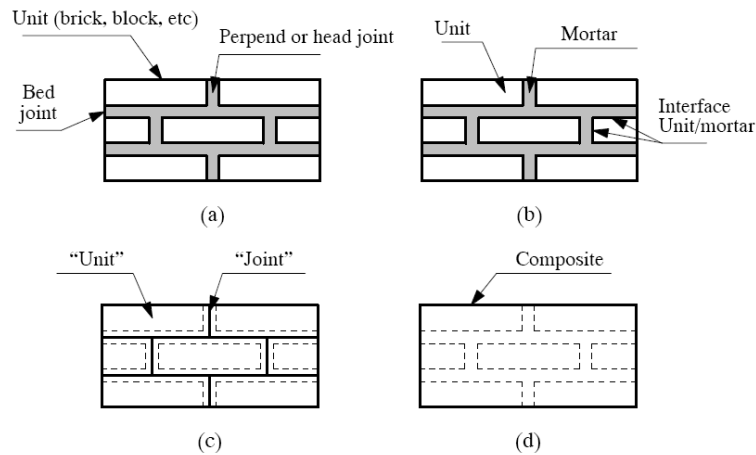 Unit (brick, block, etc)
Perpend or head joint
Bed
joint
(a)
Unit
Mortar
Interface
Unit/mortar
(b)
“Unit”
“Joint”
(c)
Composite
(d)